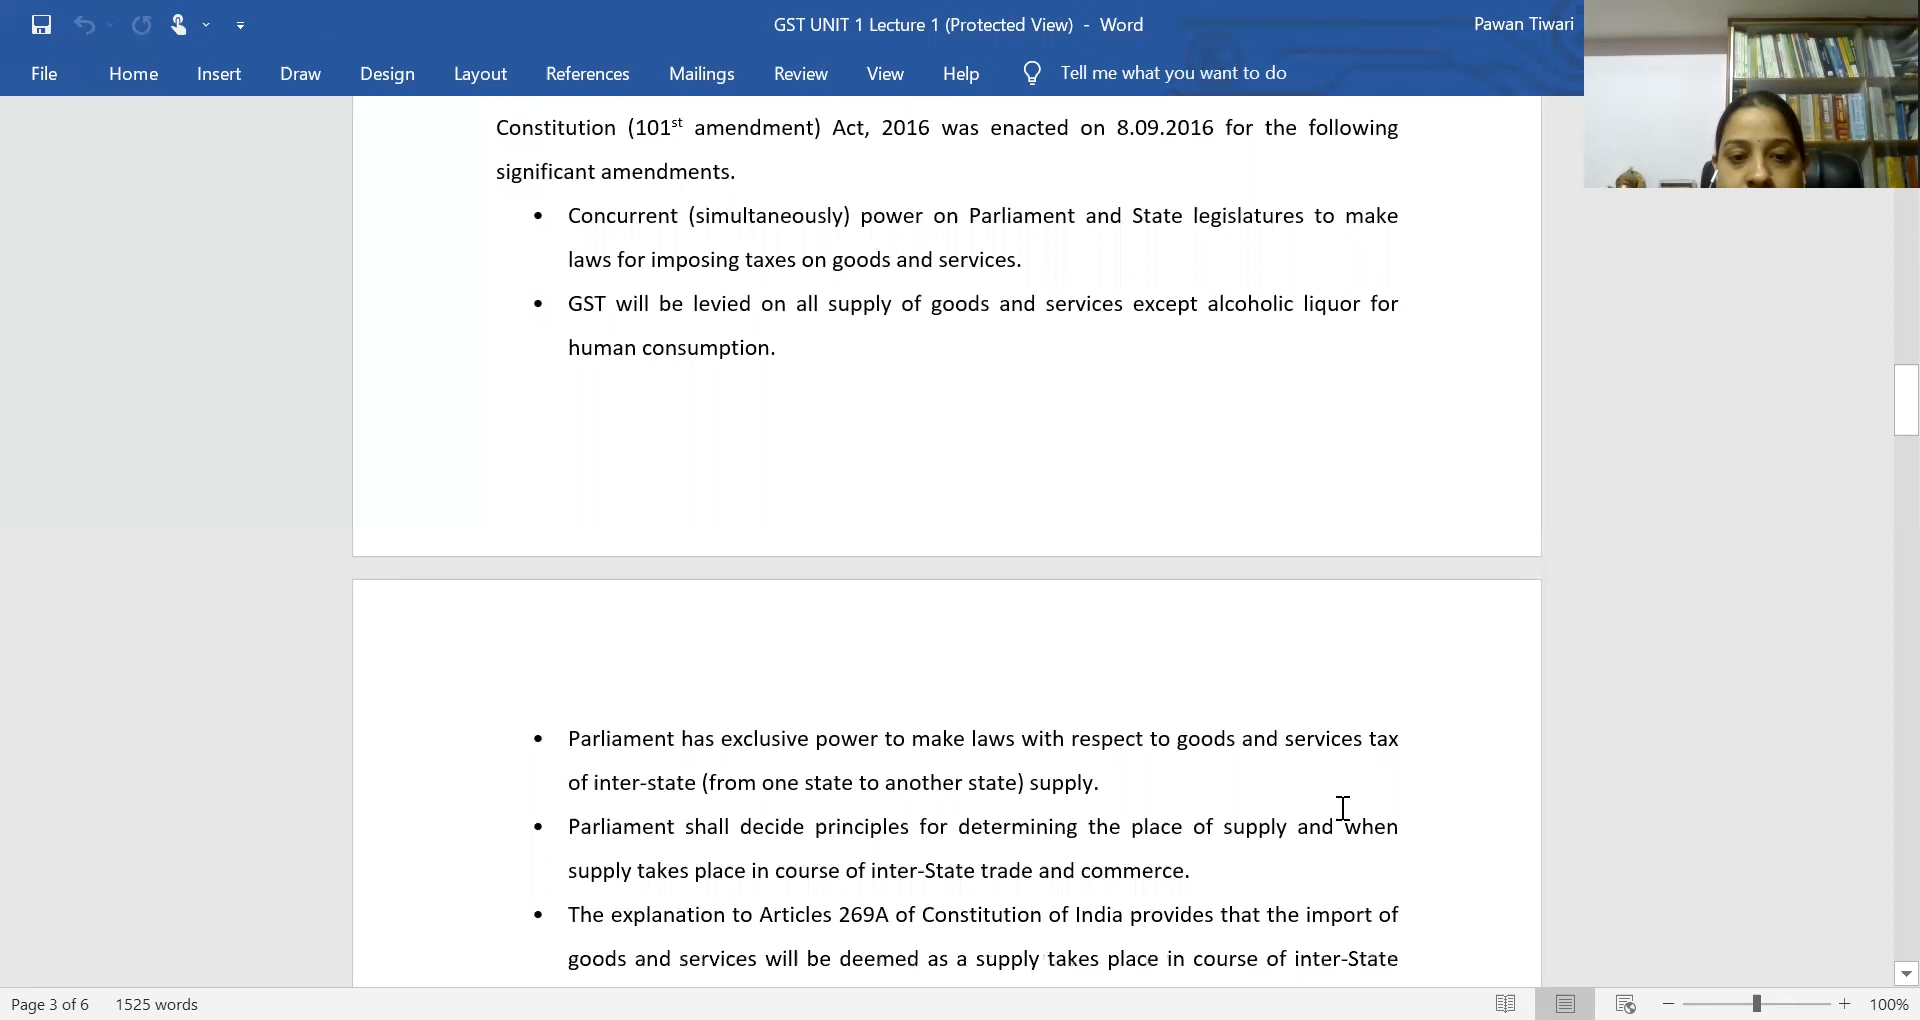 GST UNIT 1 Lecture 1 (Protected View) - Word
Pawan Tiwari
File Home Insert Draw Design Layout References Mailings Review View Help Tell me what you want to do
Constitution (101st amendment) Act, 2016 was enacted on 8.09.2016 for the following
significant amendments.
• Concurrent (simultaneously) power on Parliament and State legislatures to make
laws for imposing taxes on goods and services.
• GST will be levied on all supply of goods and services except alcoholic liquor for
human consumption.
• Parliament has exclusive power to make laws with respect to goods and services tax
of inter-state (from one state to another state) supply.
• Parliament shall decide principles for determining the place of supply and when
supply takes place in course of inter-State trade and commerce.
• The explanation to Articles 269A of Constitution of India provides that the import of
goods and services will be deemed as a supply takes place in course of inter-State
Page 3 of 6 1525 words 100%